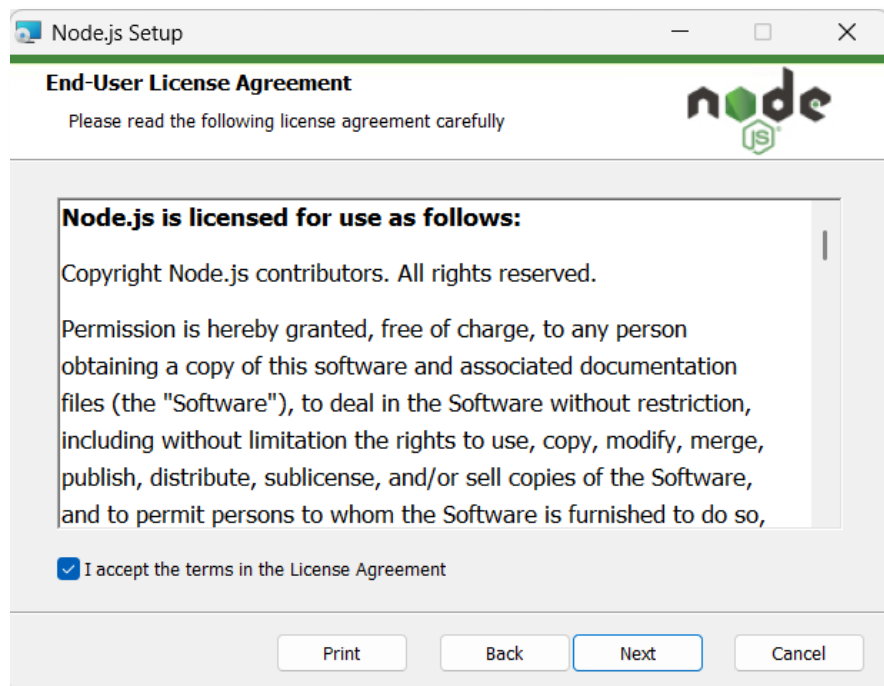 Node.js Setup
End-User License Agreement
Please read the following license agreement carefully
node
JS
Node.js is licensed for use as follows:
Copyright Node.js contributors. All rights reserved.
Permission is hereby granted, free of charge, to any person
obtaining a copy of this software and associated documentation
files (the "Software"), to deal in the Software without restriction,
including without limitation the rights to use, copy, modify, merge,
publish, distribute, sublicense, and/or sell copies of the Software,
and to permit persons to whom the Software is furnished to do so,
I accept the terms in the License Agreement
Print Back Next Cancel